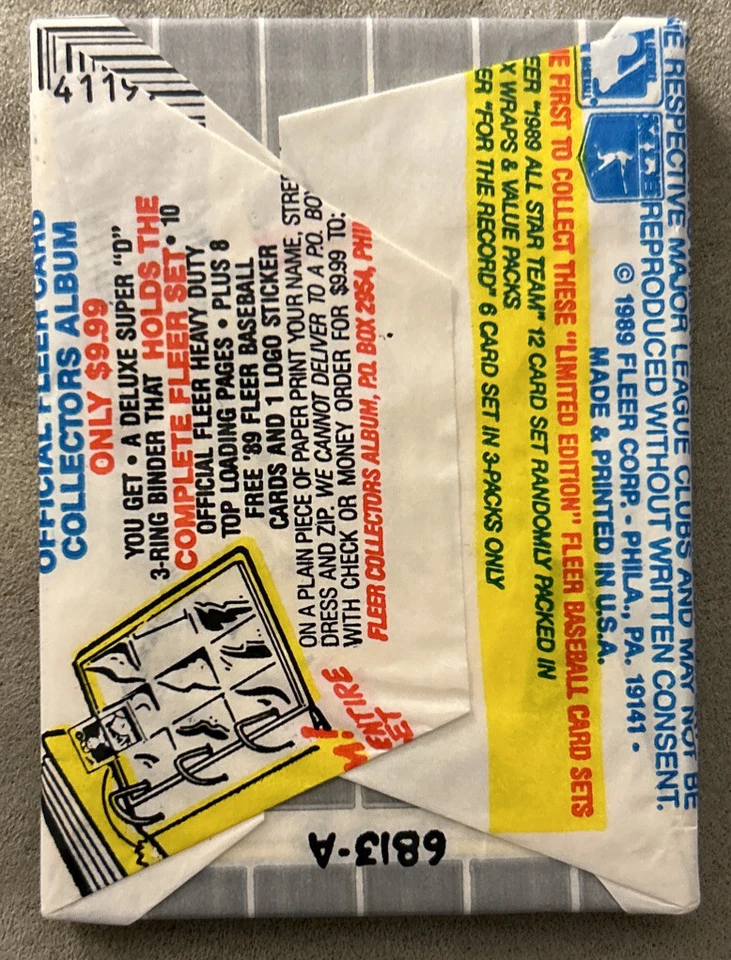 4119
OFFICIAL FLEER CARD
COLLECTORS ALBUM
ONLY $9.99
YOU GET • A DELUXE SUPER "D"
3-RING BINDER THAT HOLDS THE
COMPLETE FLEER SET • 10
OFFICIAL FLEER HEAVY DUTY
TOP LOADING PAGES • PLUS 8
FREE '89 FLEER BASEBALL
CARDS AND 1 LOGO STICKER
ON A PLAIN PIECE OF PAPER PRINT YOUR NAME, STREE
DRESS AND ZIP. WE CANNOT DELIVER TO A P.O. BO
WITH CHECK OR MONEY ORDER FOR $9.99 TO:
FLEER COLLECTORS ALBUM, P.O. BOX 2954, PHI
ENTIRE
ET
E FIRST TO COLLECT THESE "LIMITED EDITION" FLEER BASEBALL CARD SETS
EER "1989 ALL STAR TEAM" 12 CARD SET RANDOMLY PACKED IN
X WRAPS & VALUE PACKS
ER "FOR THE RECORD" 6 CARD SET IN 3-PACKS ONLY
E RESPECTIVE MAJOR LEAGUE CLUBS AND MAY NOT BE
REPRODUCED WITHOUT WRITTEN CONSENT.
© 1989 FLEER CORP. - PHILA., PA. 19141 •
MADE & PRINTED IN U.S.A.
6813-A